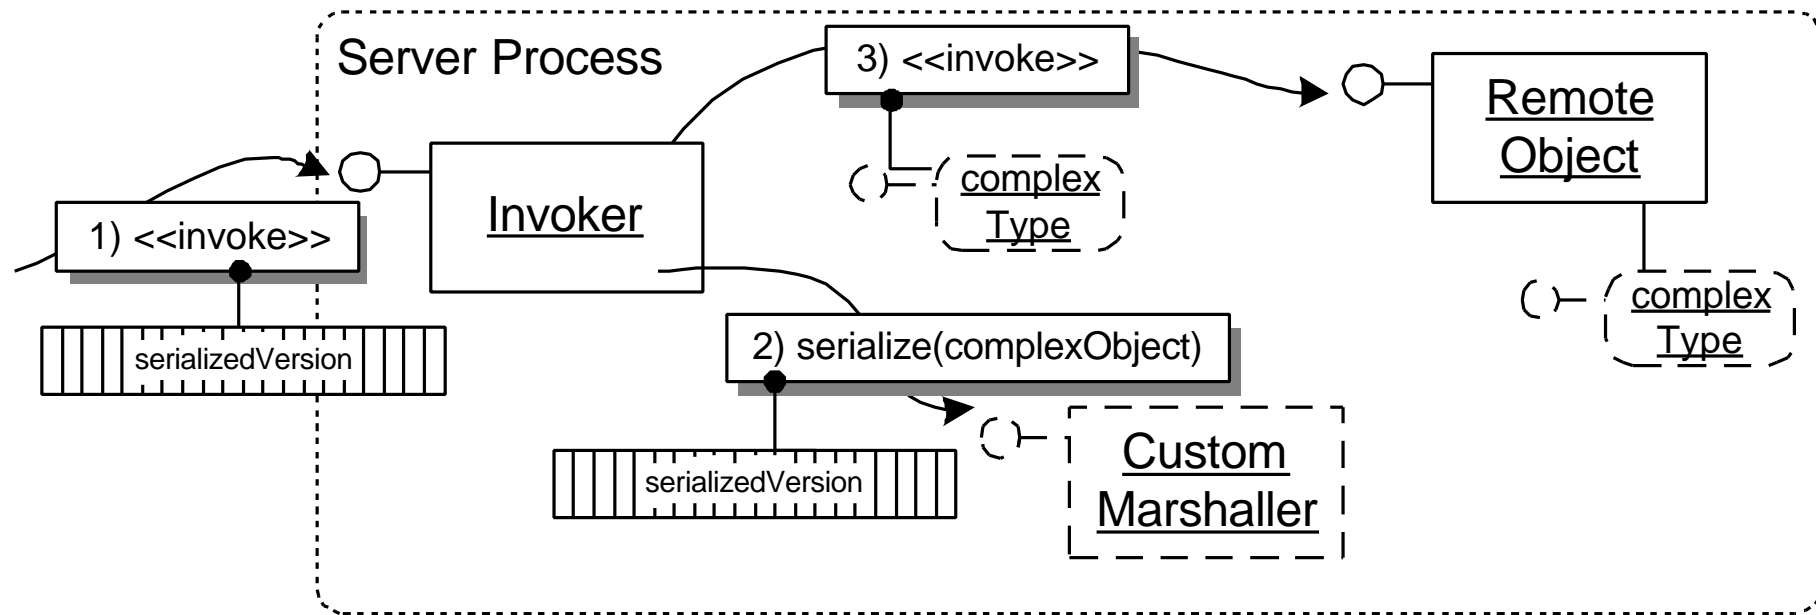 Server Process
3) <<invoke>>
Remote
Object
1) <<invoke>>
Invoker
complex
Type
serializedVersion
2) serialize(complexObject)
complex
Type
serializedVersion
Custom
Marshaller